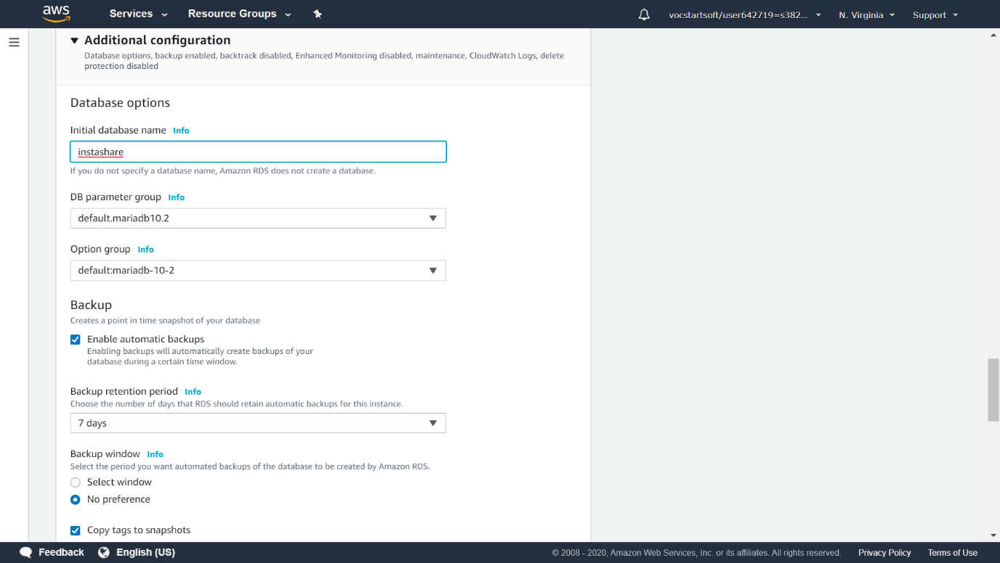 aws
Services
Resource Groups
vocstartsoft/user642719=s382...
N. Virginia
Support
Additional configuration
Database options, backup enabled, backtrack disabled, Enhanced Monitoring disabled, maintenance, CloudWatch Logs, delete
protection disabled
Database options
Initial database name Info
instashare
If you do not specify a database name, Amazon RDS does not create a database.
DB parameter group Info
default.mariadb10.2
Option group Info
default:mariadb-10-2
Backup
Creates a point in time snapshot of your database
Enable automatic backups
Enabling backups will automatically create backups of your
database during a certain time window.
Backup retention period Info
Choose the number of days that RDS should retain automatic backups for this instance.
7 days
Backup window Info
Select the period you want automated backups of the database to be created by Amazon RDS.
Select window
No preference
Copy tags to snapshots
Feedback
English (US)
© 2008 - 2020, Amazon Web Services, Inc. or its affiliates. All rights reserved.
Privacy Policy
Terms of Use